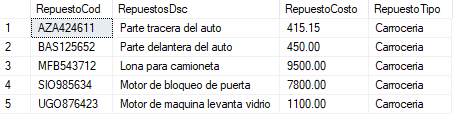 RepuestoCod RepuestosDsc RepuestoCosto RepuestoTipo
1 AZA424611 Parte tracera del auto 415.15 Carroceria
2 BAS125652 Parte delantera del auto 450.00 Carroceria
3 MFB543712 Lona para camioneta 9500.00 Carroceria
4 SIO985634 Motor de bloqueo de puerta 7800.00 Carroceria
5 UGO876423 Motor de maquina levanta vidrio 1100.00 Carroceria